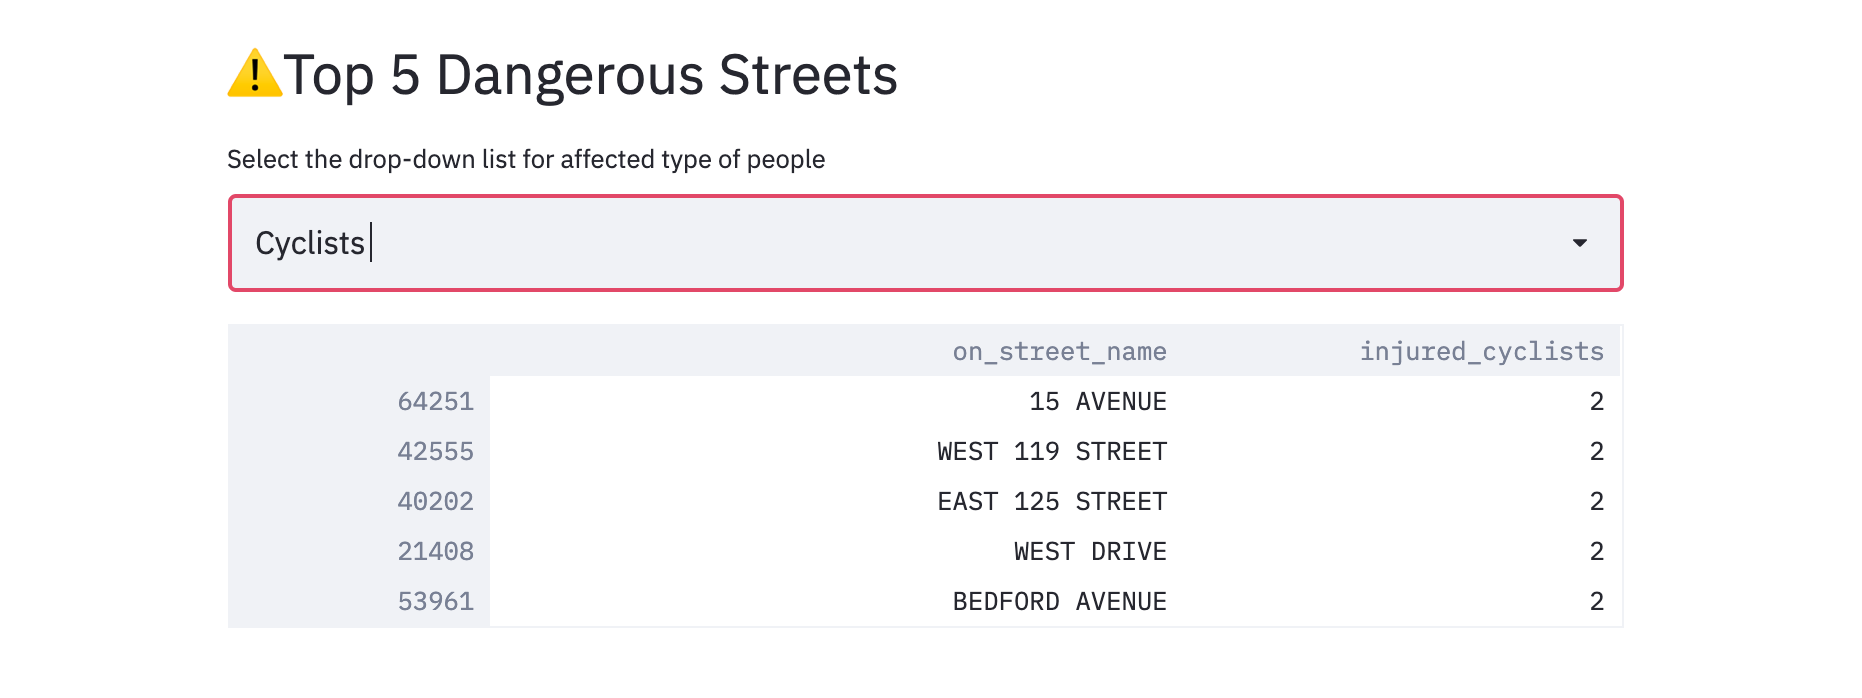 ⚠️Top 5 Dangerous Streets
Select the drop-down list for affected type of people
Cyclists
on_street_name injured_cyclists
64251 15 AVENUE 2
42555 WEST 119 STREET 2
40202 EAST 125 STREET 2
21408 WEST DRIVE 2
53961 BEDFORD AVENUE 2